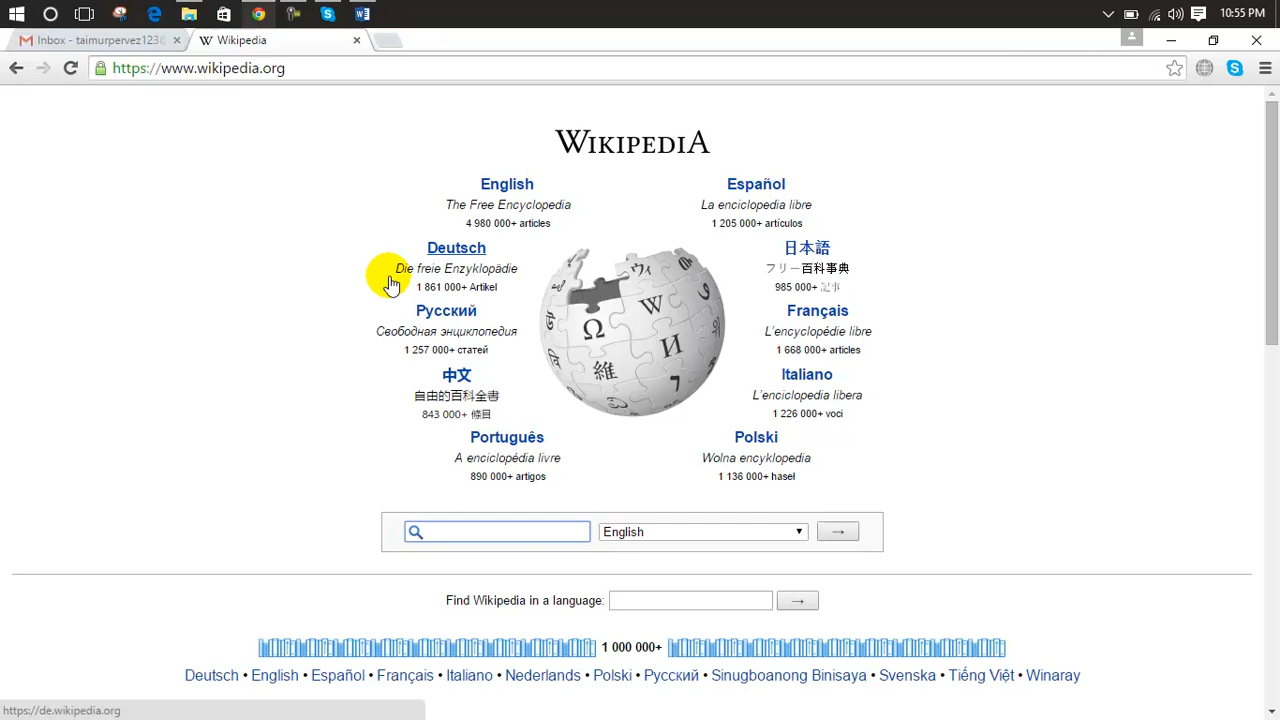 10:55 PM
Inbox - taimurpervez123@
Wikipedia
https://www.wikipedia.org
WIKIPEDIA
English
The Free Encyclopedia
4 980 000+ articles
Español
La enciclopedia libre
1 205 000+ artículos
Deutsch
Die freie Enzyklopädie
1 861 000+ Artikel
日本語
フリー百科事典
985 000+ 記事
Русский
Свободная энциклопедия
1 257 000+ статей
Français
L'encyclopédie libre
1 668 000+ articles
中文
自由的百科全書
843 000+ 條目
Italiano
L'enciclopedia libera
1 226 000+ voci
Português
A enciclopédia livre
890 000+ artigos
Polski
Wolna encyklopedia
1 136 000+ haseł
Ω
W
И
維
ウィ
7
English
Find Wikipedia in a language:
1 000 000+
Deutsch • English • Español • Français • Italiano • Nederlands • Polski • Русский • Sinugboanong Binisaya • Svenska • Tiếng Việt • Winaray
https://de.wikipedia.org